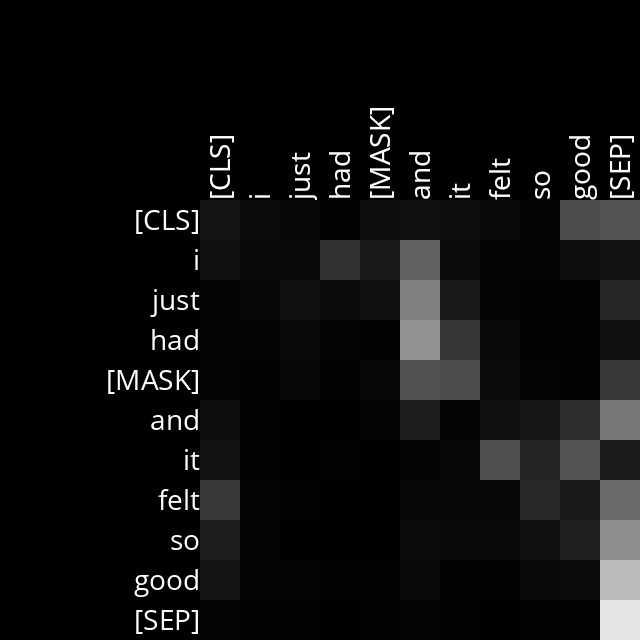 [CLS] i just had [MASK] and it felt so good [SEP]
[CLS]
i
just
had
[MASK]
and
it
felt
so
good
[SEP]